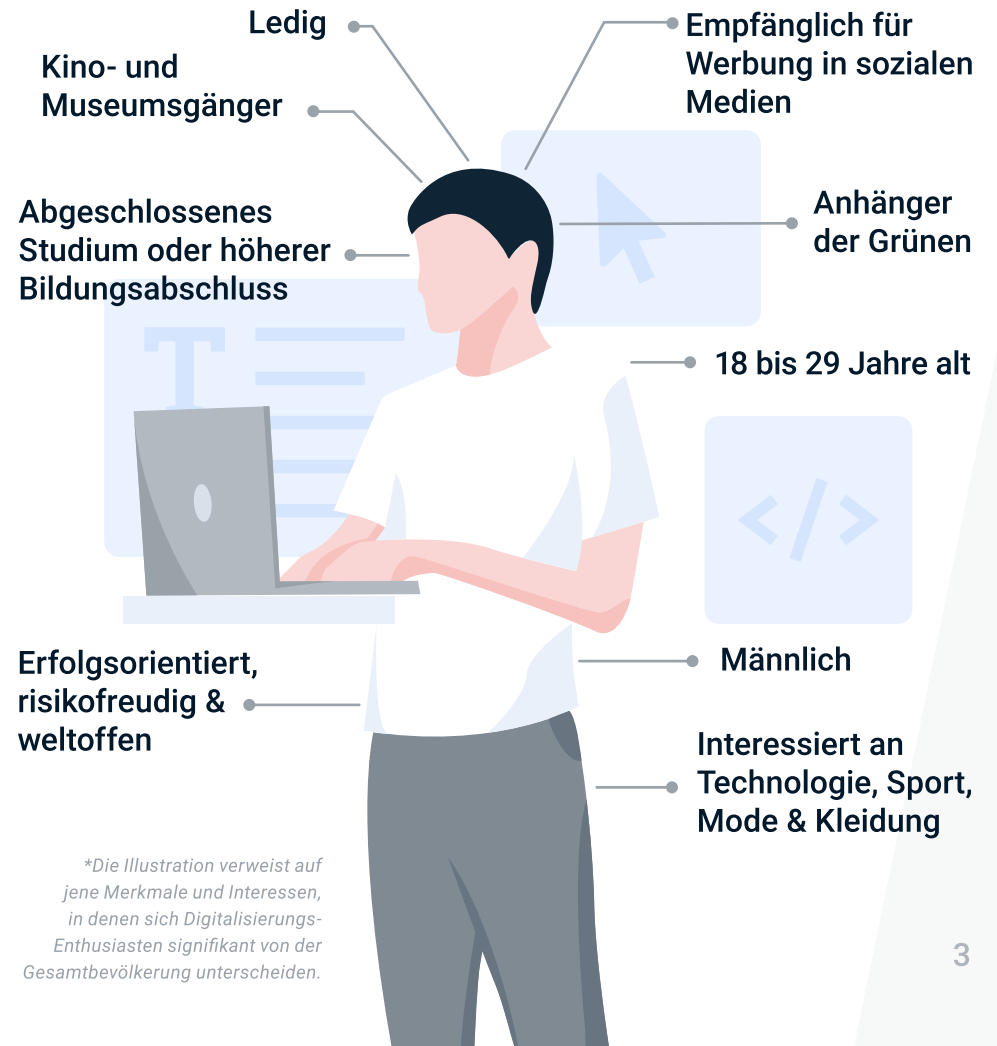 Ledig
Empfänglich für
Werbung in sozialen
Medien
Kino- und
Museumsgänger
Anhänger
der Grünen
Abgeschlossenes
Studium oder höherer
Bildungsabschluss
T
18 bis 29 Jahre alt
</>
Erfolgsorientiert,
risikofreudig &
weltoffen
Männlich
Interessiert an
Technologie, Sport,
Mode & Kleidung
*Die Illustration verweist auf
jene Merkmale und Interessen,
in denen sich Digitalisierungs-
Enthusiasten signifikant von der
Gesamtbevölkerung unterscheiden.
3